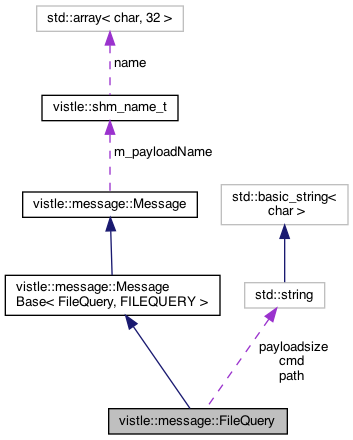 std::array< char, 32 >
name
vistle::shm_name_t
m_payloadName
vistle::message::Message
std::basic_string<
char >
vistle::message::Message
Base< FileQuery, FILEQUERY >
std::string
payloadsize
cmd
path
vistle::message::FileQuery